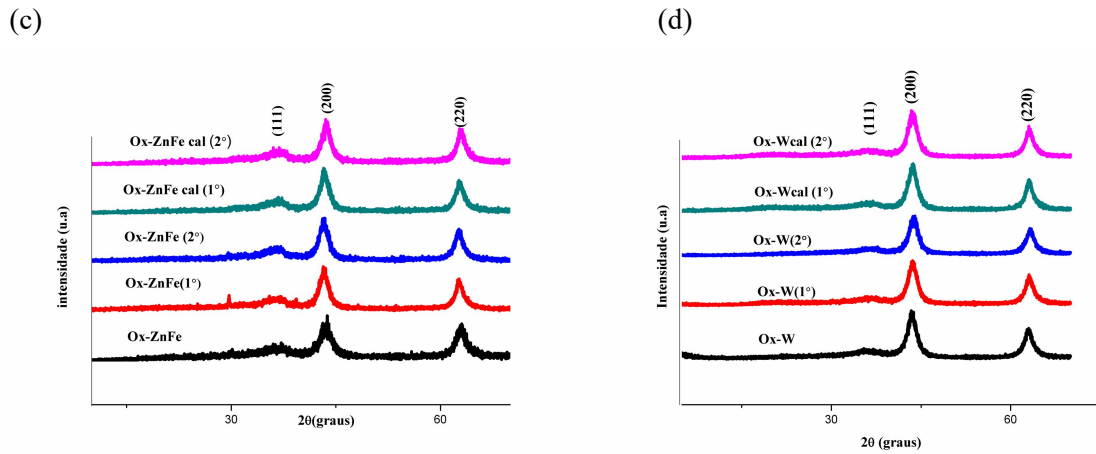 (c)
(111)
(200)
(220)
Ox-ZnFe cal (2°)
Ox-ZnFe cal (1°)
Ox-ZnFe (2°)
Ox-ZnFe(1°)
Ox-ZnFe
intensidade (u.a)
30
60
2θ(graus)
(d)
(111)
(200)
(220)
Ox-Wcal (2°)
Ox-Wcal (1°)
Ox-W(2°)
Ox-W(1°)
Ox-W
Intensidade (u.a)
30
60
2θ (graus)